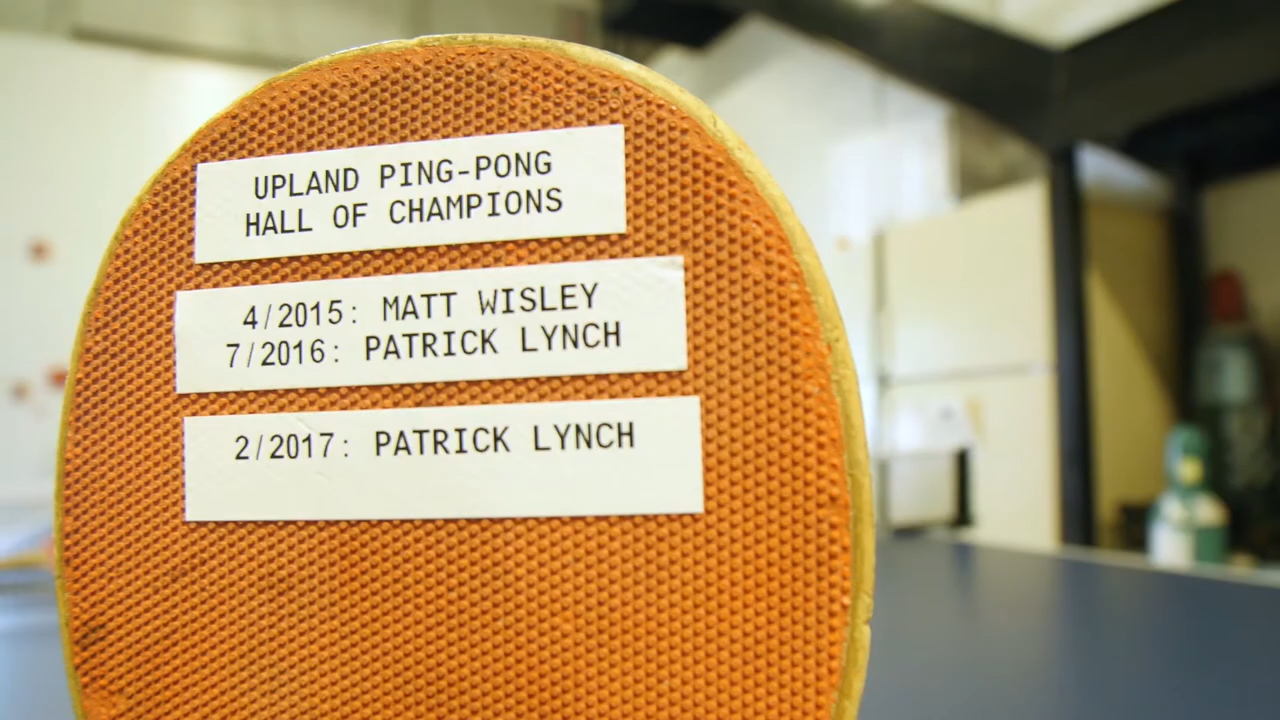 UPLAND PING-PONG
HALL OF CHAMPIONS
4/2015: MATT WISLEY
7/2016: PATRICK LYNCH
2/2017: PATRICK LYNCH